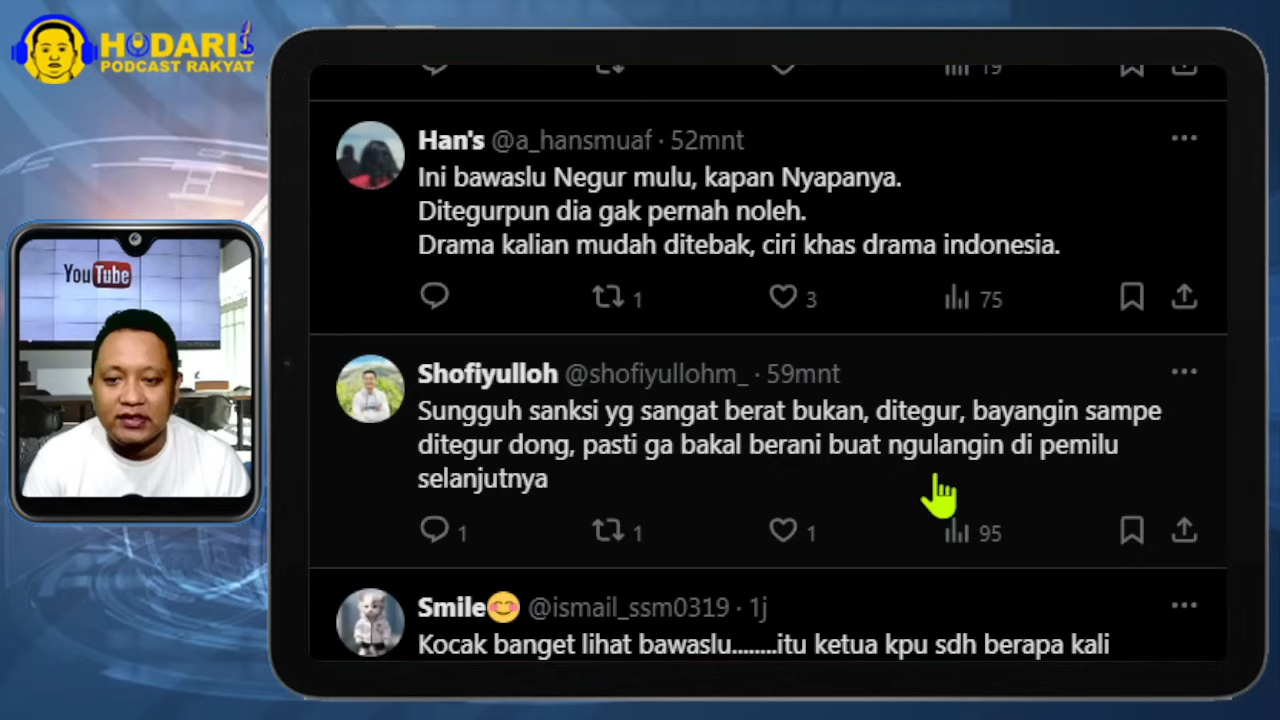 HODARI
PODCAST RAKYAT
19
Han's @a_hansmuaf · 52mnt
Ini bawaslu Negur mulu, kapan Nyapanya.
Ditegurpun dia gak pernah noleh.
Drama kalian mudah ditebak, ciri khas drama indonesia.
1 3 75
YouTube
Shofiyulloh @shofiyullohm_ · 59mnt
Sungguh sanksi yg sangat berat bukan, ditegur, bayangin sampe
ditegur dong, pasti ga bakal berani buat ngulangin di pemilu
selanjutnya
1 1 1 95
Smile😊 @ismail_ssm0319 · 1j
Kocak banget lihat bawaslu........itu ketua kpu sdh berapa kali